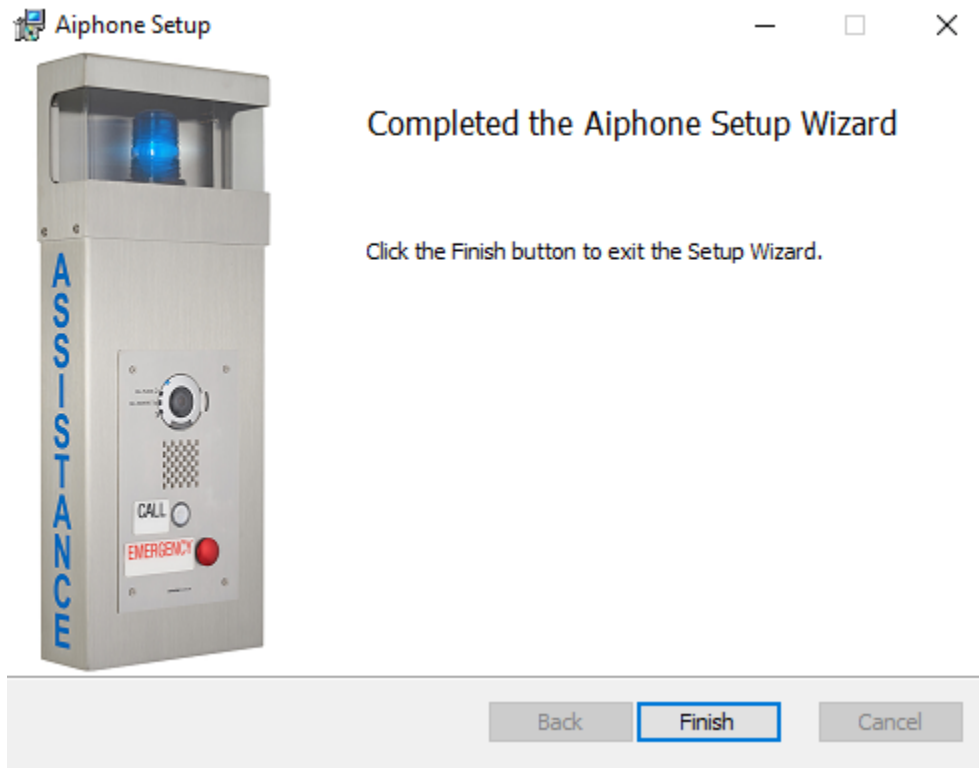 Aiphone Setup
Completed the Aiphone Setup Wizard
Click the Finish button to exit the Setup Wizard.
ASSISTANCE
CALL
EMERGENCY
Back
Finish
Cancel